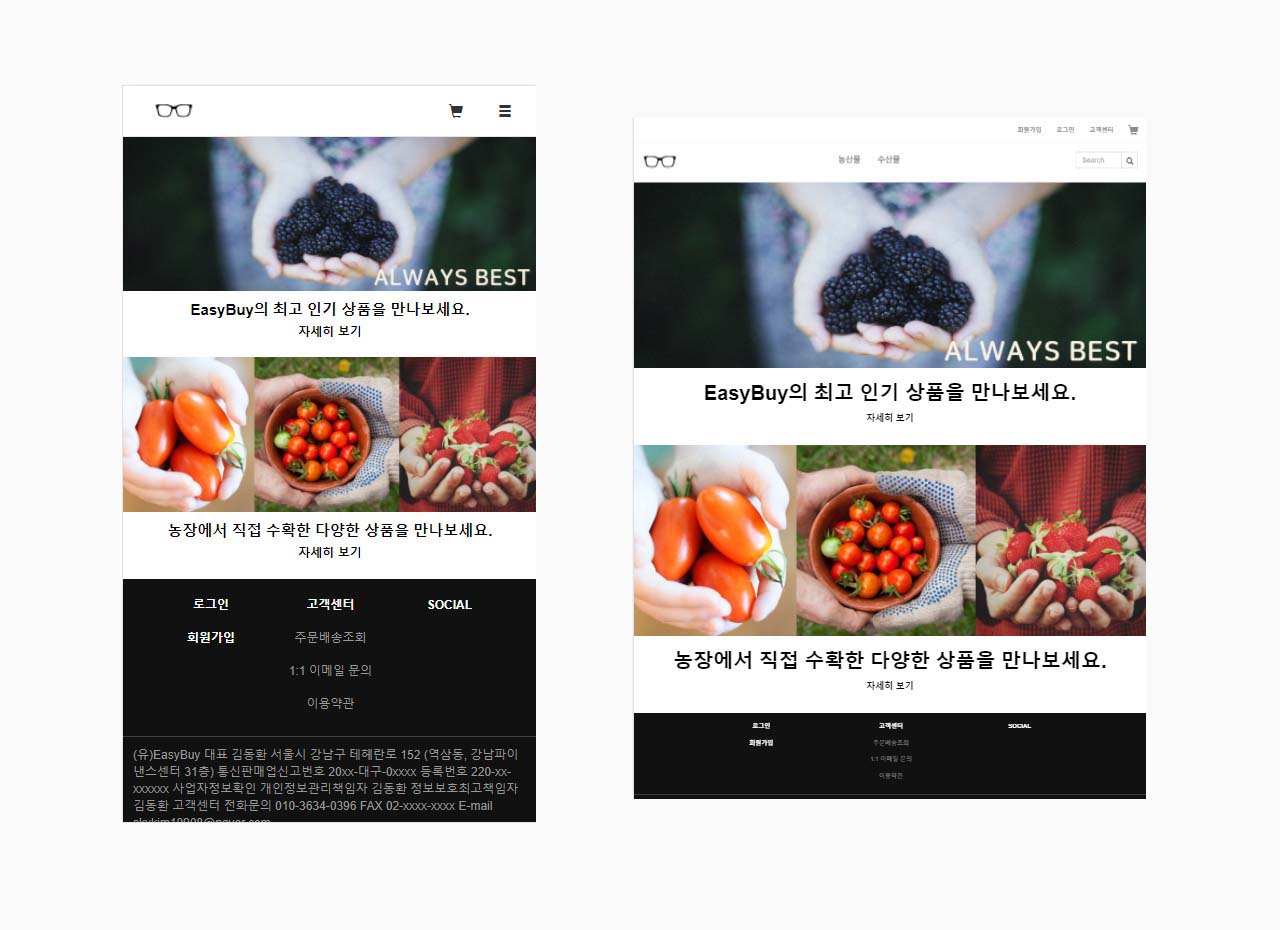 ALWAYS BEST
EasyBuy의 최고 인기 상품을 만나보세요.
자세히 보기
농장에서 직접 수확한 다양한 상품을 만나보세요.
자세히 보기
로그인 고객센터 SOCIAL
회원가입 주문배송조회
1:1 이메일 문의
이용약관
(유)EasyBuy 대표 김동환 서울시 강남구 테헤란로 152 (역삼동, 강남파이
낸스센터 31층) 통신판매업신고번호 20xx-대구-0xxxx 등록번호 220-xx-
xxxxxx 사업자정보확인 개인정보관리책임자 김동환 정보보호최고책임자
김동환 고객센터 전화문의 010-3634-0396 FAX 02-xxxx-xxxx E-mail
회원가입 로그인 고객센터
농산물 수산물 Search
ALWAYS BEST
EasyBuy의 최고 인기 상품을 만나보세요.
자세히 보기
농장에서 직접 수확한 다양한 상품을 만나보세요.
자세히 보기
로그인 고객센터 SOCIAL
회원가입 주문배송조회
1:1 이메일 문의
이용약관